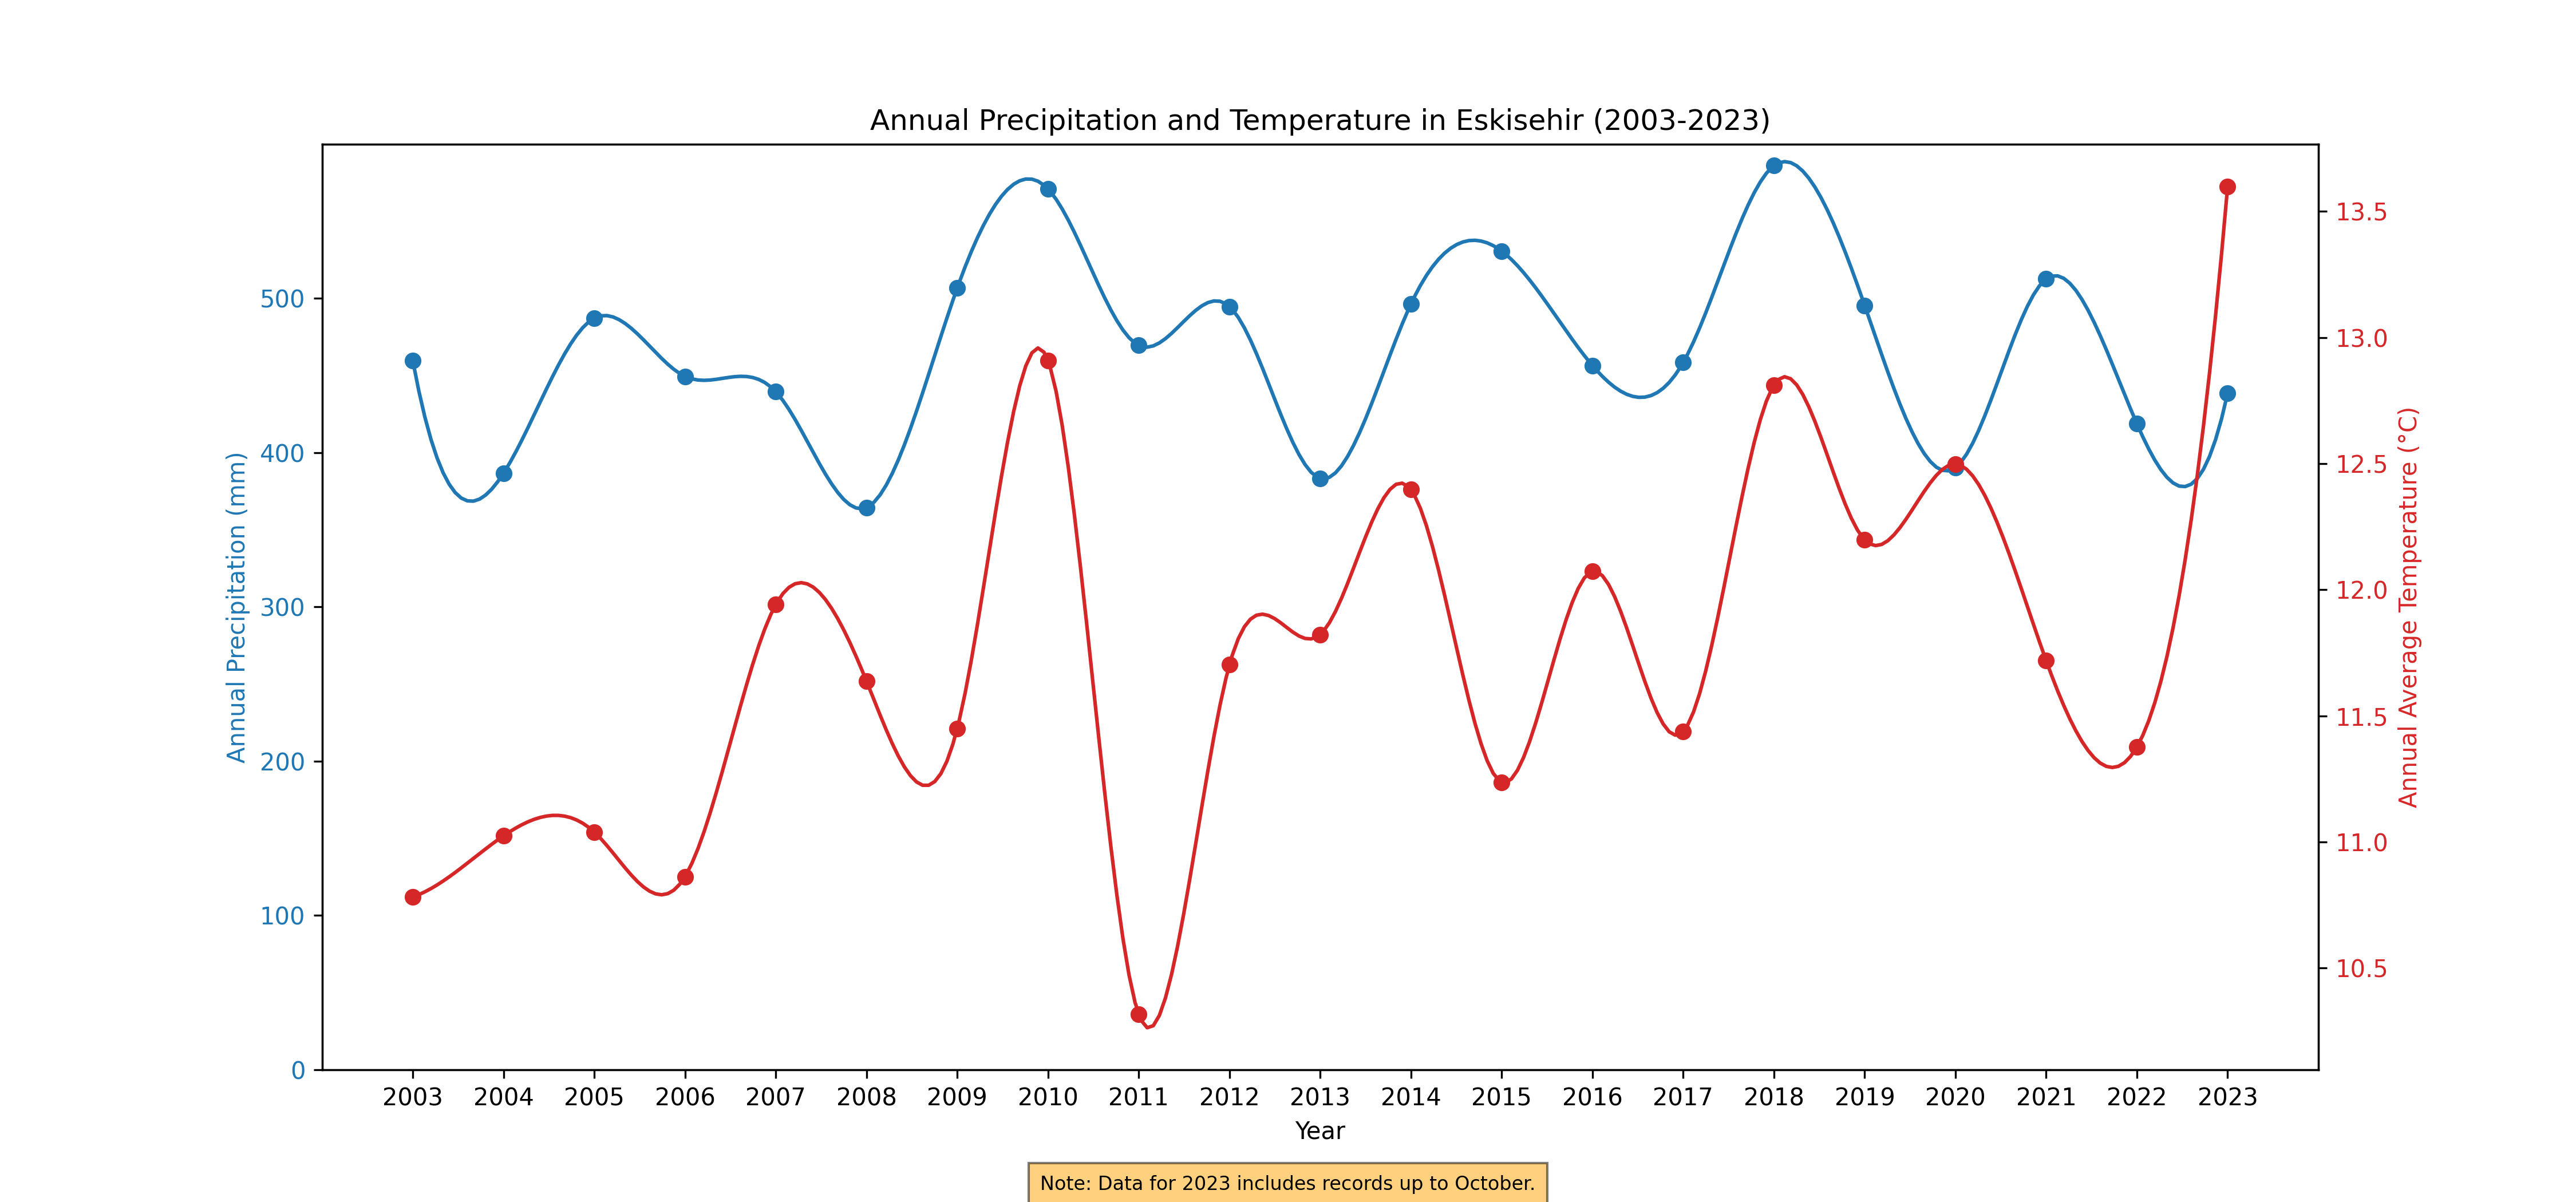 Annual Precipitation and Temperature in Eskisehir (2003-2023)
Annual Precipitation (mm)
500
400
300
200
100
0
13.5
13.0
12.5
12.0
11.5
11.0
10.5
Annual Average Temperature (°C)
2003 2004 2005 2006 2007 2008 2009 2010 2011 2012 2013 2014 2015 2016 2017 2018 2019 2020 2021 2022 2023
Year
Note: Data for 2023 includes records up to October.